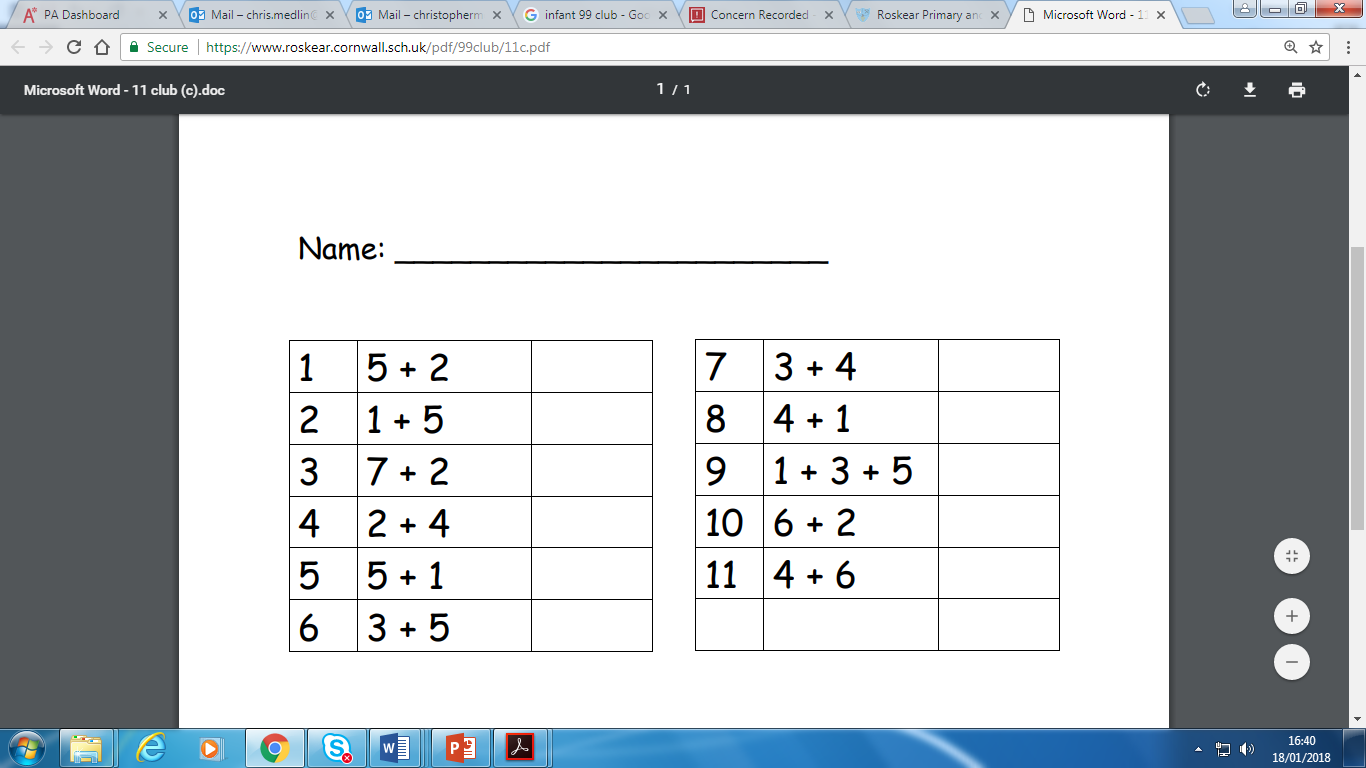 PA Dashboard
Mail – chris.medlin@
Mail – christopherm
infant 99 club - Goo
Concern Recorded -
Roskear Primary and
Microsoft Word - 11
Secure https://www.roskear.cornwall.sch.uk/pdf/99club/11c.pdf
Microsoft Word - 11 club (c).doc
1 / 1
Name: ________________________
1 5 + 2
2 1 + 5
3 7 + 2
4 2 + 4
5 5 + 1
6 3 + 5
7 3 + 4
8 4 + 1
9 1 + 3 + 5
10 6 + 2
11 4 + 6
16:40
18/01/2018